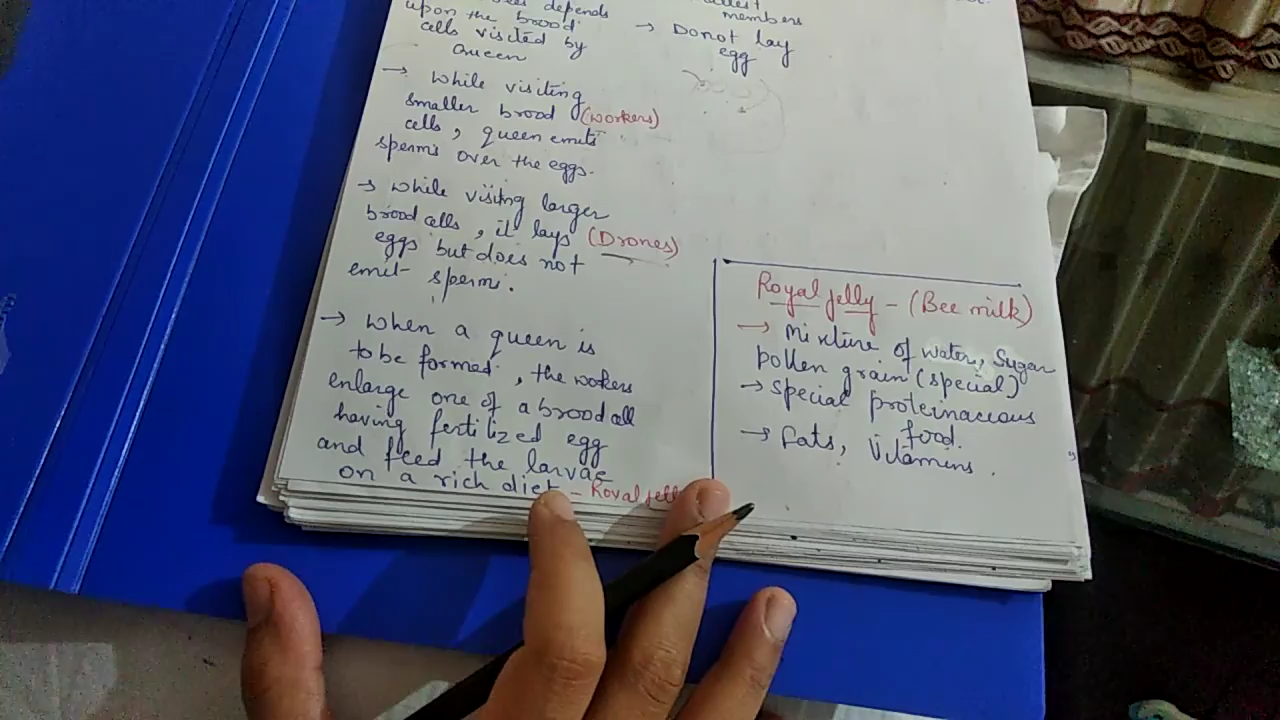 depends
upon the brood
cells visited by
Queen
→ While visiting
smaller brood (workers)
cells, queen emits
sperms over the eggs.
→ While visiting larger
brood cells, it lays (Drones)
eggs but does not
emit sperms.
→ When a queen is
to be formed, the workers
enlarge one of a brood cell
having fertilized egg
and feed the larvae
on a rich diet - Royal jelly
members
→ Donot lay
egg
Royal jelly - (Bee milk)
→ Mixture of water, Sugar
pollen grain (special)
→ Special proteinaceous
food.
→ Fats, Vitamins.